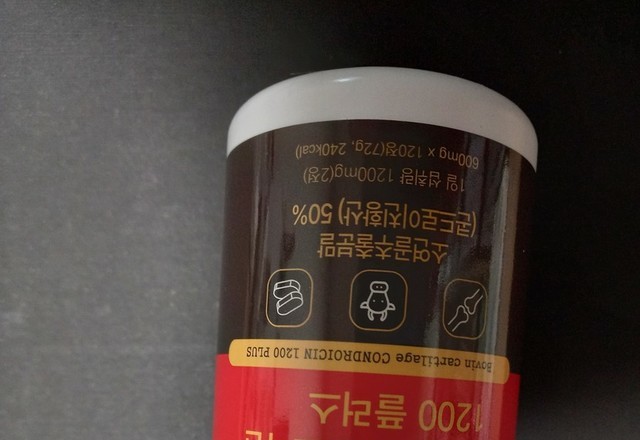 1200 플러스
Bovin cartilage CONDROICIN 1200 PLUS
소연골추출분말
(콘드로이친황산) 50%
1일 섭취량 1200mg(2정)
600mg x 120정(72g, 240kcal)